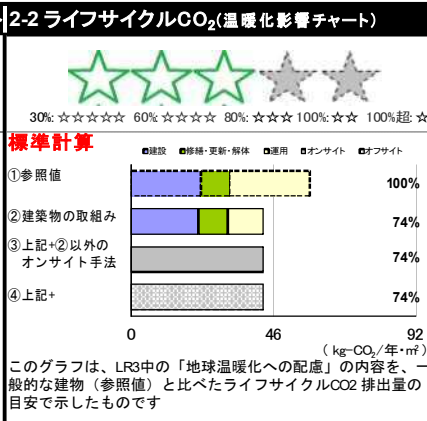 2-2 ライフサイクルCO2(温暖化影響チャート)
30%: ☆☆☆☆☆ 60%: ☆☆☆☆ 80%: ☆☆☆ 100%: ☆☆ 100%超: ☆
標準計算
■建設 ■修繕・更新・解体 □運用 □オンサイト □オフサイト
①参照値 100%
②建築物の取組み 74%
③上記+②以外の
オンサイト手法 74%
④上記+ 74%
0 46 92
( kg-CO2/年・㎡)
このグラフは、LR3中の「地球温暖化への配慮」の内容を、一
般的な建物（参照値）と比べたライフサイクルCO2 排出量の
目安で示したものです